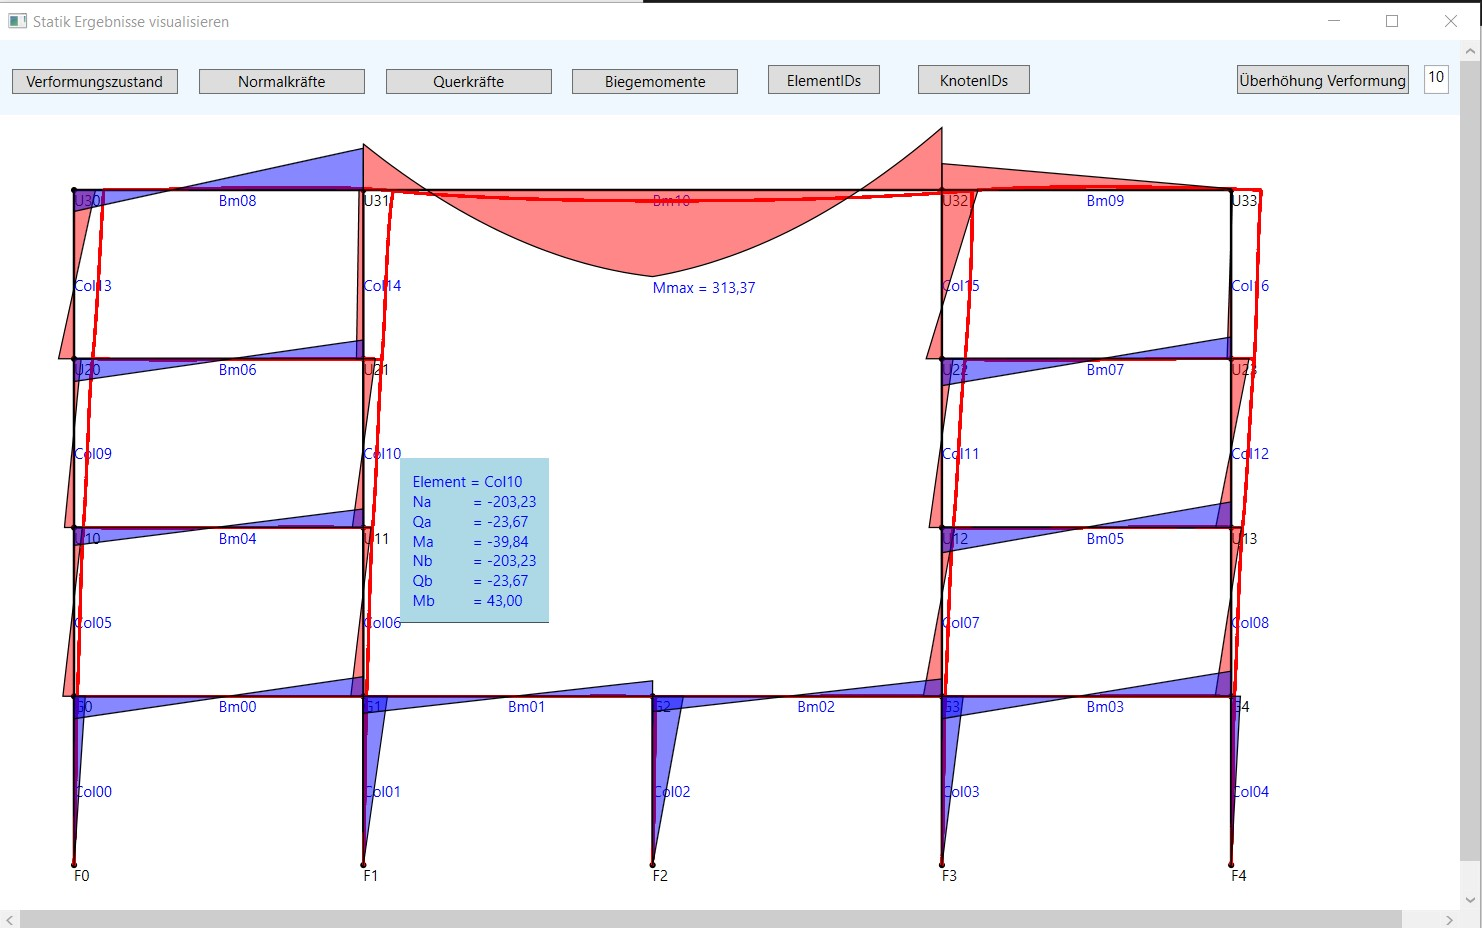 Statik Ergebnisse visualisieren
Verformungszustand Normalkräfte Querkräfte Biegemomente ElementIDs KnotenIDs Überhöhung Verformung 10
U30 Bm08 U31 Bm10 U32 Bm09 U33
Col13 Col14 Mmax = 313,37 Col15 Col16
U20 Bm06 U21 U22 Bm07 U23
Col09 Col10 Col11 Col12
Element = Col10
Na = -203,23
Qa = -23,67
Ma = -39,84
Nb = -203,23
Qb = -23,67
Mb = 43,00
U10 Bm04 U11 U12 Bm05 U13
Col05 Col06 Col07 Col08
G0 Bm00 G1 Bm01 G2 Bm02 G3 Bm03 G4
Col00 Col01 Col02 Col03 Col04
F0 F1 F2 F3 F4